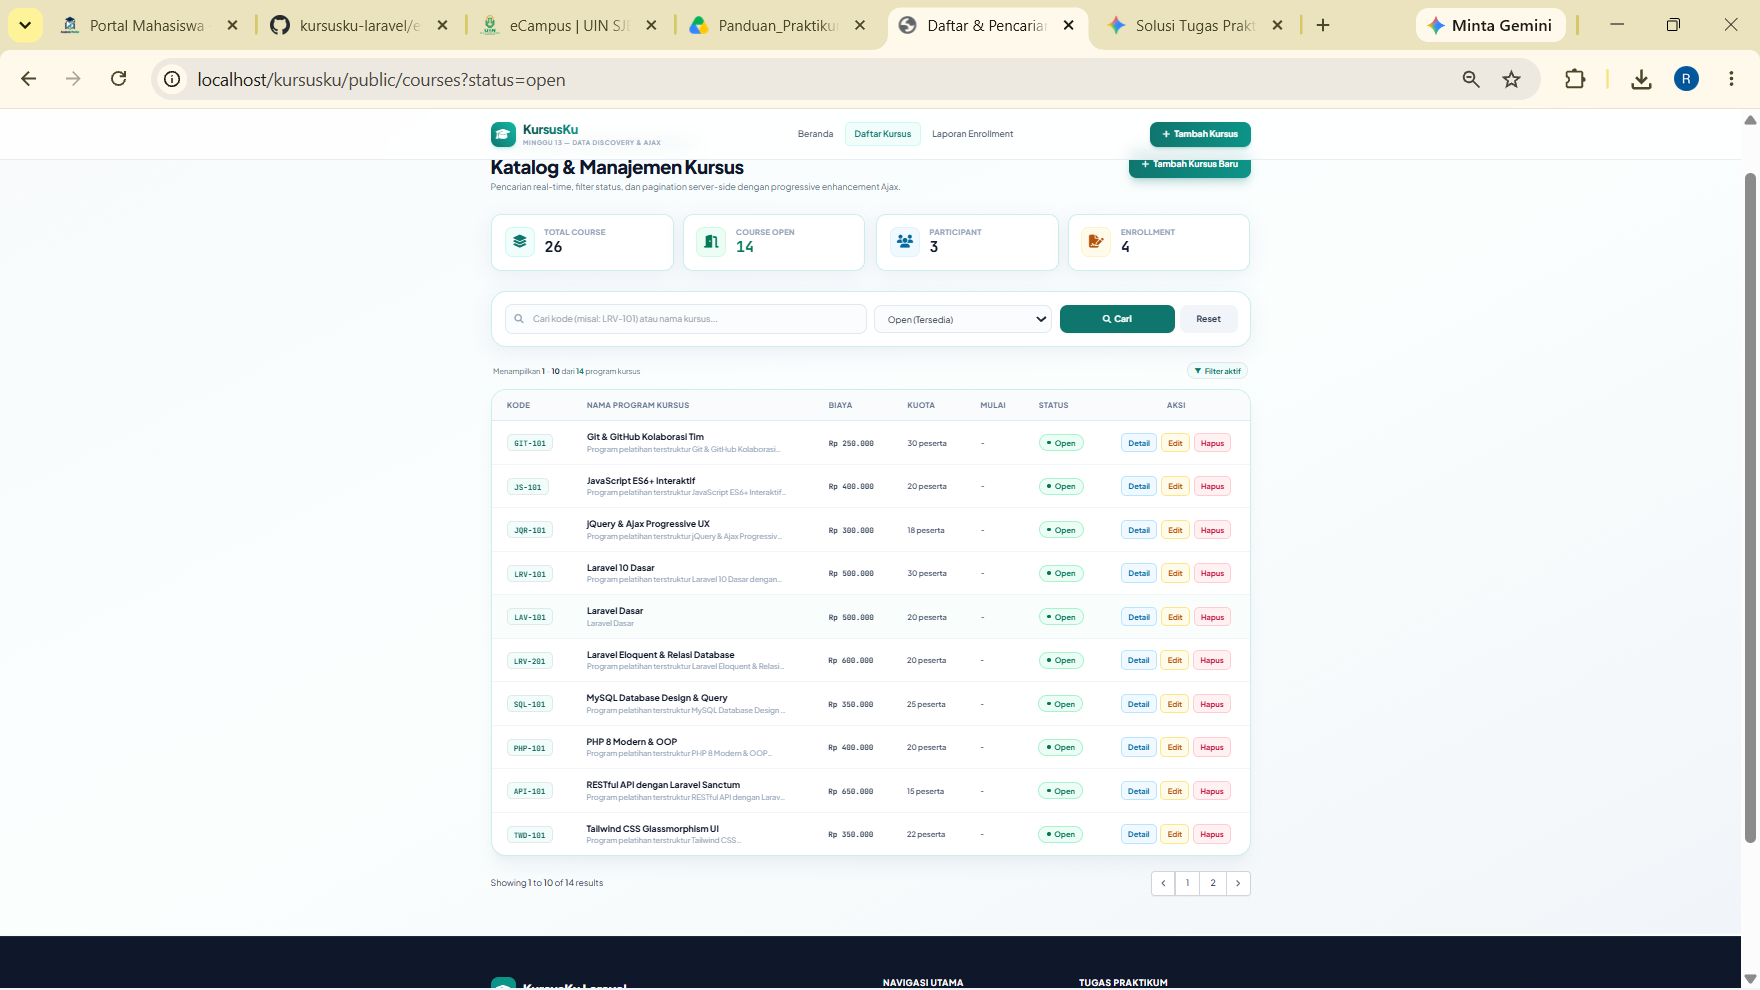 Portal Mahasiswa
kursusku-laravel/e
eCampus | UIN SJ
Panduan_Praktiku
Daftar & Pencarian
Solusi Tugas Prakt
Minta Gemini
localhost/kursusku/public/courses?status=open
R
KursusKu
MINGGU 13 — DATA DISCOVERY & AJAX
Beranda
Daftar Kursus
Laporan Enrollment
+ Tambah Kursus
Katalog & Manajemen Kursus
+ Tambah Kursus Baru
Pencarian real-time, filter status, dan pagination server-side dengan progressive enhancement Ajax.
TOTAL COURSE
26
COURSE OPEN
14
PARTICIPANT
3
ENROLLMENT
4
Cari kode (misal: LRV-101) atau nama kursus...
Open (Tersedia)
Cari
Reset
Menampilkan 1 - 10 dari 14 program kursus
Filter aktif
KODE NAMA PROGRAM KURSUS BIAYA KUOTA MULAI STATUS AKSI
GIT-101 Git & GitHub Kolaborasi Tim Rp 250.000 30 peserta - Open Detail Edit Hapus
Program pelatihan terstruktur Git & GitHub Kolaborasi...
JS-101 JavaScript ES6+ Interaktif Rp 400.000 20 peserta - Open Detail Edit Hapus
Program pelatihan terstruktur JavaScript ES6+ Interaktif...
JQR-101 jQuery & Ajax Progressive UX Rp 300.000 18 peserta - Open Detail Edit Hapus
Program pelatihan terstruktur jQuery & Ajax Progressiv...
LRV-101 Laravel 10 Dasar Rp 500.000 30 peserta - Open Detail Edit Hapus
Program pelatihan terstruktur Laravel 10 Dasar dengan...
LAV-101 Laravel Dasar Rp 500.000 20 peserta - Open Detail Edit Hapus
Laravel Dasar
LRV-201 Laravel Eloquent & Relasi Database Rp 600.000 20 peserta - Open Detail Edit Hapus
Program pelatihan terstruktur Laravel Eloquent & Relasi...
SQL-101 MySQL Database Design & Query Rp 350.000 25 peserta - Open Detail Edit Hapus
Program pelatihan terstruktur MySQL Database Design ...
PHP-101 PHP 8 Modern & OOP Rp 400.000 20 peserta - Open Detail Edit Hapus
Program pelatihan terstruktur PHP 8 Modern & OOP...
API-101 RESTful API dengan Laravel Sanctum Rp 650.000 15 peserta - Open Detail Edit Hapus
Program pelatihan terstruktur RESTful API dengan Larav...
TWD-101 Tailwind CSS Glassmorphism UI Rp 350.000 22 peserta - Open Detail Edit Hapus
Program pelatihan terstruktur Tailwind CSS...
Showing 1 to 10 of 14 results
‹ 1 2 ›
KursusKu Laravel
NAVIGASI UTAMA
TUGAS PRAKTIKUM